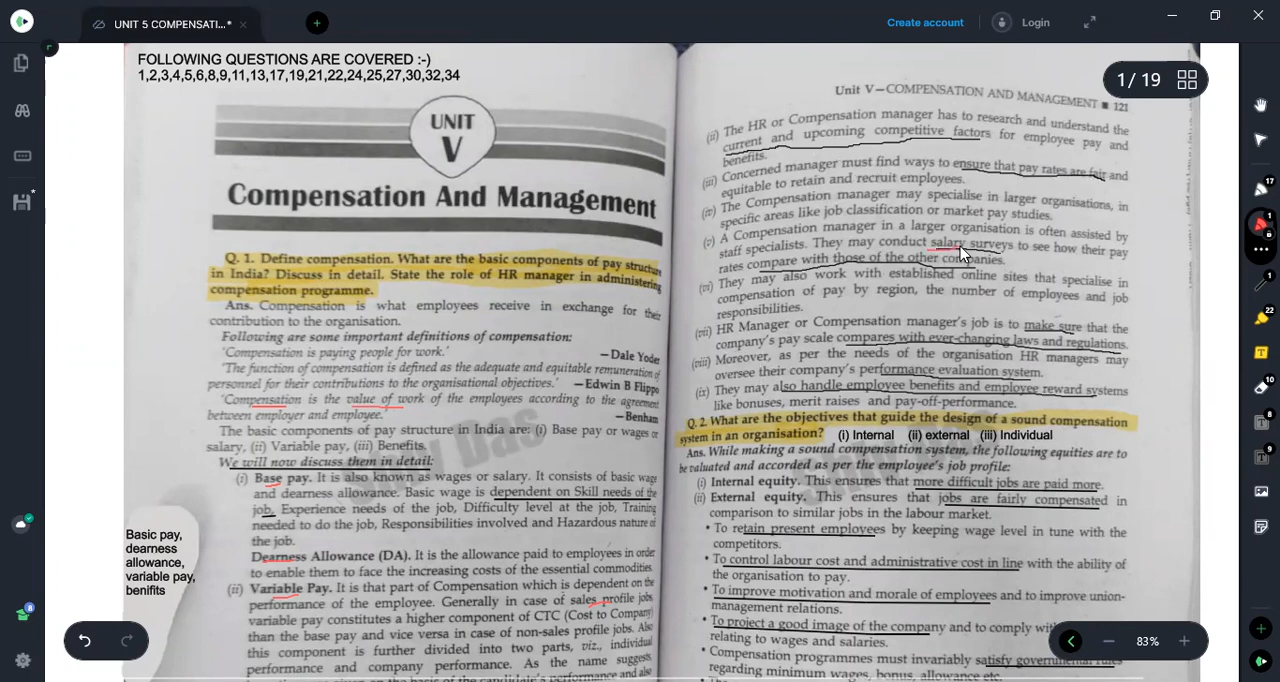 UNIT 5 COMPENSATI...*
Create account
Login
FOLLOWING QUESTIONS ARE COVERED :-)
1,2,3,4,5,6,8,9,11,13,17,19,21,22,24,25,27,30,32,34
UNIT
V
Compensation And Management
Q. 1. Define compensation. What are the basic components of pay structure
in India? Discuss in detail. State the role of HR manager in administering
compensation programme.
Ans. Compensation is what employees receive in exchange for their
contribution to the organisation.
Following are some important definitions of compensation:
'Compensation is paying people for work.'
— Dale Yoder
'The function of compensation is defined as the adequate and equitable remuneration of
personnel for their contributions to the organisational objectives.' —Edwin B Flippo
'Compensation is the value of work of the employees according to the agreement
between employer and employee.'
—Benham
The basic components of pay structure in India are: (i) Base pay or wages or
salary, (ii) Variable pay, (iii) Benefits.
We will now discuss them in detail:
(i) Base pay. It is also known as wages or salary. It consists of basic wage
and dearness allowance. Basic wage is dependent on Skill needs of the
job, Experience needs of the job, Difficulty level at the job, Training
needed to do the job, Responsibilities involved and Hazardous nature of
the job.
Dearness Allowance (DA). It is the allowance paid to employees in order
to enable them to face the increasing costs of the essential commodities.
(ii) Variable Pay. It is that part of Compensation which is dependent on the
performance of the employee. Generally in case of sales profile jobs
variable pay constitutes a higher component of CTC (Cost to Company)
than the base pay and vice versa in case of non-sales profile jobs. Also
this component is further divided into two parts, viz., individual
performance and company performance. As the name suggests,
candidate's performance and also
Basic pay,
dearness
allowance,
variable pay,
benifits
Shiv Das
1 / 19
Unit V—COMPENSATION AND MANAGEMENT ■ 121
(ii) The HR or Compensation manager has to research and understand the
current and upcoming competitive factors for employee pay and
benefits.
(iii) Concerned manager must find ways to ensure that pay rates are fair and
equitable to retain and recruit employees.
(iv) The Compensation manager may specialise in larger organisations, in
specific areas like job classification or market pay studies.
(v) A Compensation manager in a larger organisation is often assisted by
staff specialists. They may conduct salary surveys to see how their pay
rates compare with those of the other companies.
(vi) They may also work with established online sites that specialise in
compensation of pay by region, the number of employees and job
responsibilities.
(vii) HR Manager or Compensation manager's job is to make sure that the
company's pay scale compares with ever-changing laws and regulations.
(viii) Moreover, as per the needs of the organisation HR managers may
oversee their company's performance evaluation system.
(ix) They may also handle employee benefits and employee reward systems
like bonuses, merit raises and pay-off-performance.
Q. 2. What are the objectives that guide the design of a sound compensation
system in an organisation? (i) Internal (ii) external (iii) Individual
Ans. While making a sound compensation system, the following equities are to
be valuated and accorded as per the employee's job profile:
(i) Internal equity. This ensures that more difficult jobs are paid more.
(ii) External equity. This ensures that jobs are fairly compensated in
comparison to similar jobs in the labour market.
• To retain present employees by keeping wage level in tune with the
competitors.
• To control labour cost and administrative cost in line with the ability of
the organisation to pay.
• To improve motivation and morale of employees and to improve union-
management relations.
• To project a good image of the company and to comply
relating to wages and salaries.
• Compensation programmes must invariably satisfy governmental rules
regarding minimum wages, bonus, allowance etc.
83%